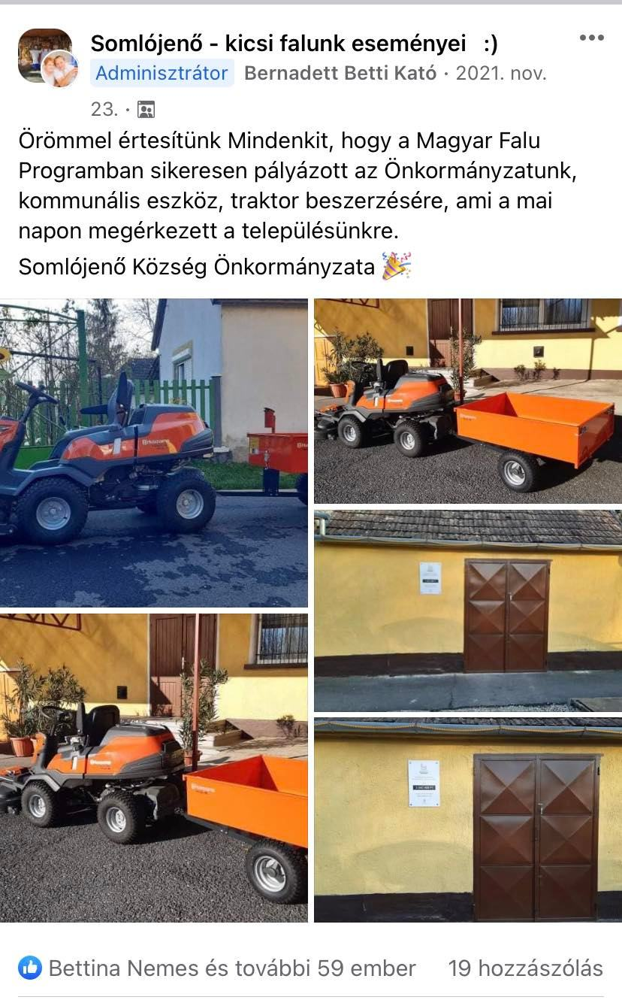 Somlójenő - kicsi falunk eseményei :)
Adminisztrátor Bernadett Betti Kató · 2021. nov.
23. ·
Örömmel értesítünk Mindenkit, hogy a Magyar Falu
Programban sikeresen pályázott az Önkormányzatunk,
kommunális eszköz, traktor beszerzésére, ami a mai
napon megérkezett a településünkre.
Somlójenő Község Önkormányzata 🎉
Husqvarna
Husqvarna
Husqvarna
Husqvarna
Husqvarna
Bettina Nemes és további 59 ember 19 hozzászólás